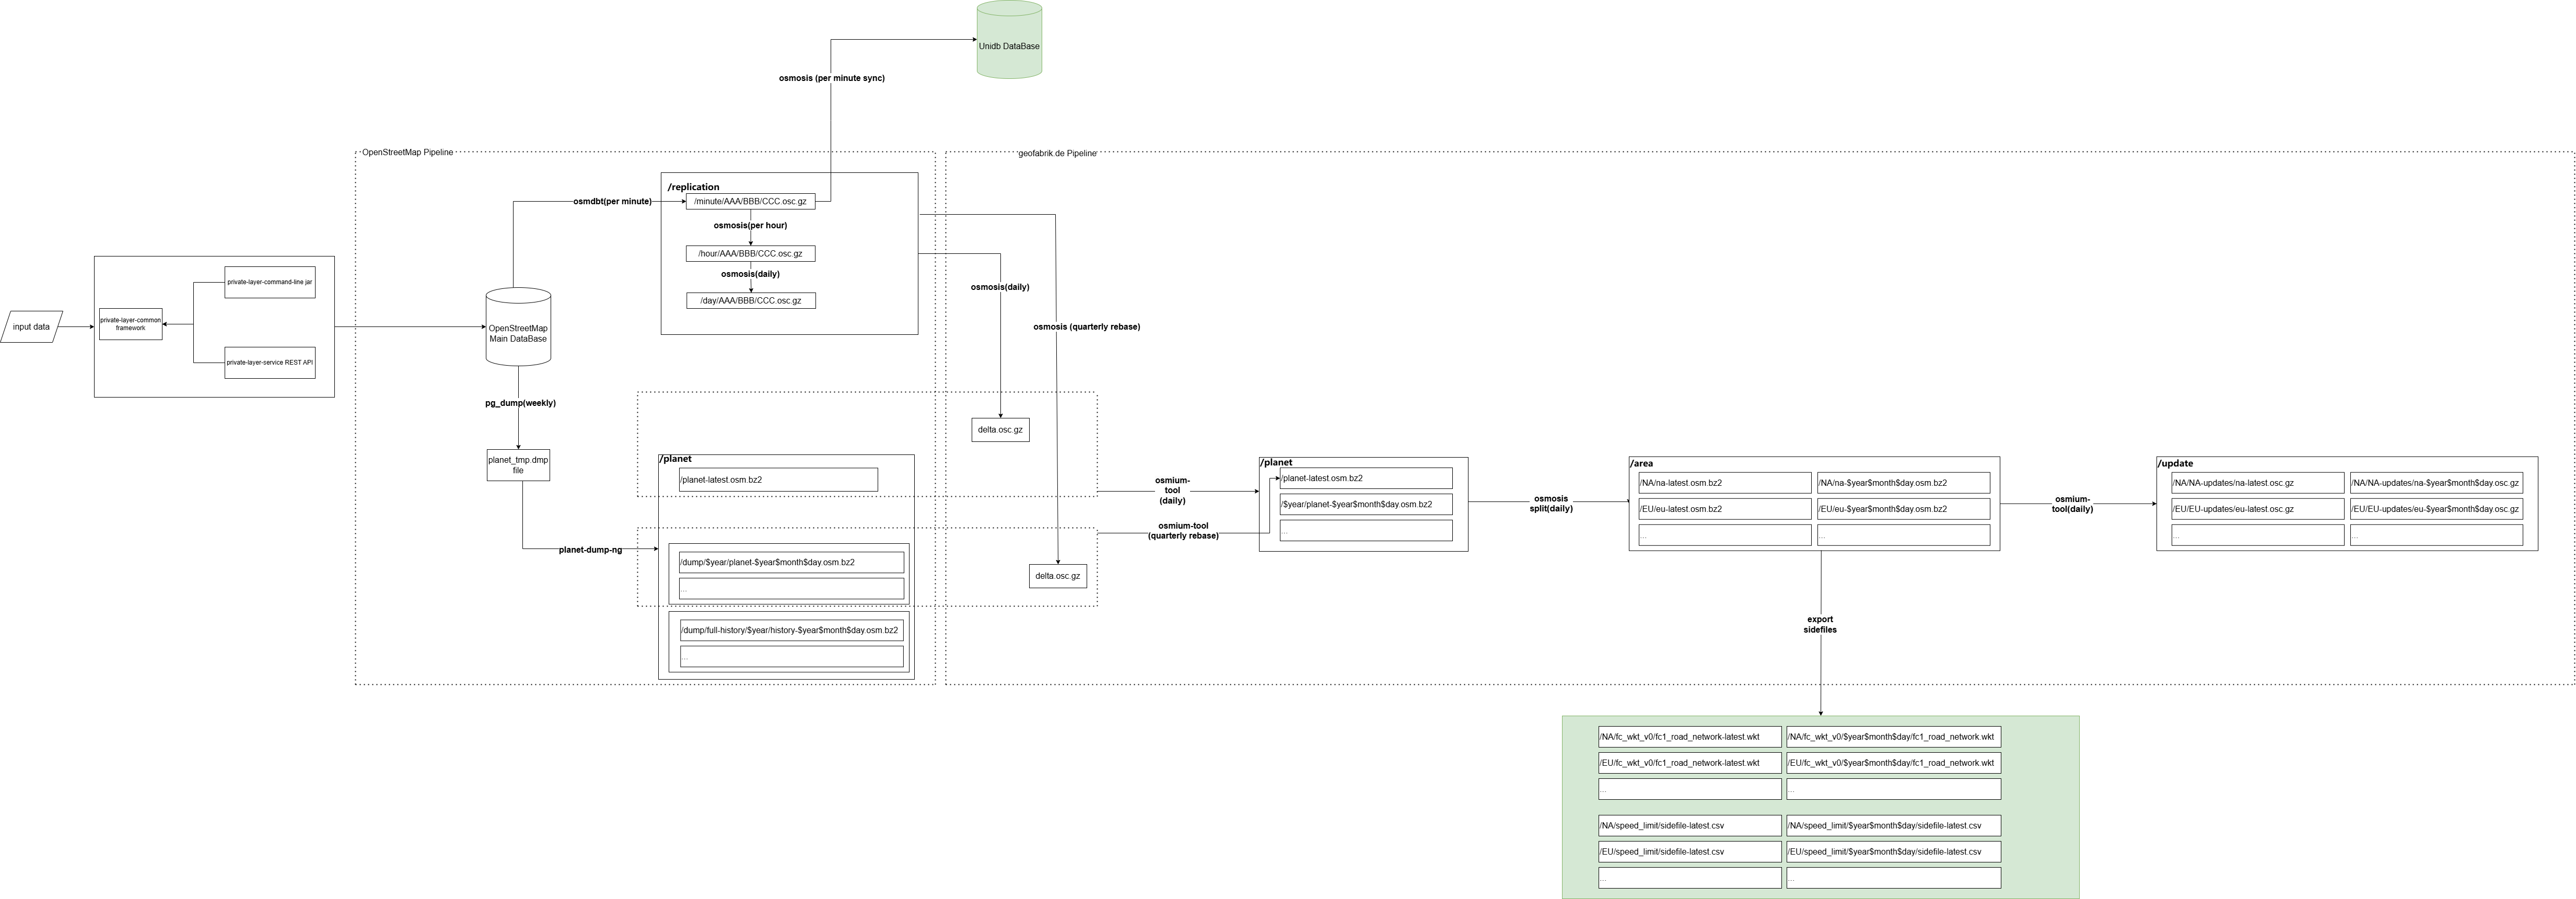 Unidb DataBase
osmosis (per minute sync)
OpenStreetMap Pipeline
geofabrik.de Pipeline
/replication
osmdbt(per minute)
/minute/AAA/BBB/CCC.osc.gz
osmosis(per hour)
/hour/AAA/BBB/CCC.osc.gz
osmosis(daily)
/day/AAA/BBB/CCC.osc.gz
private-layer-command-line jar
private-layer-common
framework
private-layer-service REST API
input data
OpenStreetMap
Main DataBase
osmosis(daily)
osmosis (quarterly rebase)
pg_dump(weekly)
planet_tmp.dmp
file
planet-dump-ng
delta.osc.gz
/planet
/planet-latest.osm.bz2
/dump/$year/planet-$year$month$day.osm.bz2
...
/dump/full-history/$year/history-$year$month$day.osm.bz2
...
delta.osc.gz
osmium-
tool
(daily)
osmium-tool
(quarterly rebase)
/planet
/planet-latest.osm.bz2
/$year/planet-$year$month$day.osm.bz2
...
osmosis
split(daily)
/area
/NA/na-latest.osm.bz2
/NA/na-$year$month$day.osm.bz2
/EU/eu-latest.osm.bz2
/EU/eu-$year$month$day.osm.bz2
...
...
osmium-
tool(daily)
/update
/NA/NA-updates/na-latest.osc.gz
/NA/NA-updates/na-$year$month$day.osc.gz
/EU/EU-updates/eu-latest.osc.gz
/EU/EU-updates/eu-$year$month$day.osc.gz
...
...
export
sidefiles
/NA/fc_wkt_v0/fc1_road_network-latest.wkt
/NA/fc_wkt_v0/$year$month$day/fc1_road_network.wkt
/EU/fc_wkt_v0/fc1_road_network-latest.wkt
/EU/fc_wkt_v0/$year$month$day/fc1_road_network.wkt
...
...
/NA/speed_limit/sidefile-latest.csv
/NA/speed_limit/$year$month$day/sidefile-latest.csv
/EU/speed_limit/sidefile-latest.csv
/EU/speed_limit/$year$month$day/sidefile-latest.csv
...
...